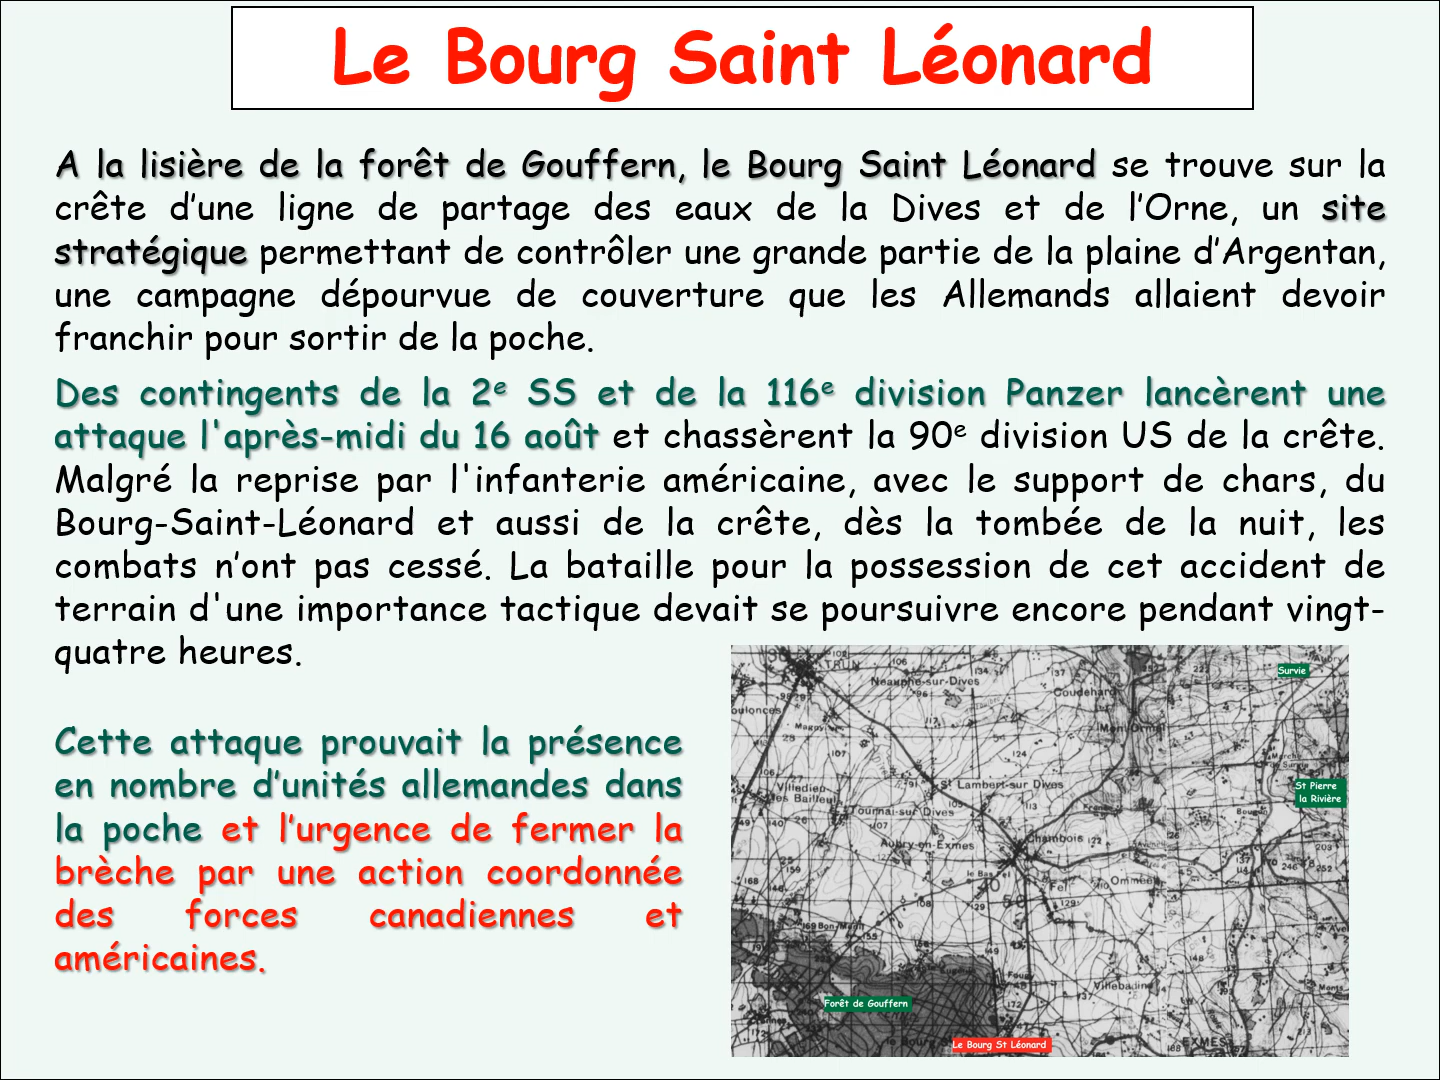 Le Bourg Saint Léonard
A la lisière de la forêt de Gouffern, le Bourg Saint Léonard se trouve sur la
crête d’une ligne de partage des eaux de la Dives et de l’Orne, un site
stratégique permettant de contrôler une grande partie de la plaine d’Argentan,
une campagne dépourvue de couverture que les Allemands allaient devoir
franchir pour sortir de la poche.
Des contingents de la 2e SS et de la 116e division Panzer lancèrent une
attaque l'après-midi du 16 août et chassèrent la 90e division US de la crête.
Malgré la reprise par l'infanterie américaine, avec le support de chars, du
Bourg-Saint-Léonard et aussi de la crête, dès la tombée de la nuit, les
combats n’ont pas cessé. La bataille pour la possession de cet accident de
terrain d'une importance tactique devait se poursuivre encore pendant vingt-
quatre heures.
Cette attaque prouvait la présence
en nombre d’unités allemandes dans
la poche et l’urgence de fermer la
brèche par une action coordonnée
des forces canadiennes et
américaines.
TRUN
Neauphe-sur-Dives
Coudehard
Survie
Mont Ormel
St Lambert-sur Dives
Villedieu
les Bailleul
Tournai-sur Dives
St Pierre
la Rivière
Chambois
Aubry-en-Exmes
Fel
Omméel
Villebadin
Forêt de Gouffern
Le Bourg St Léonard
EXMES